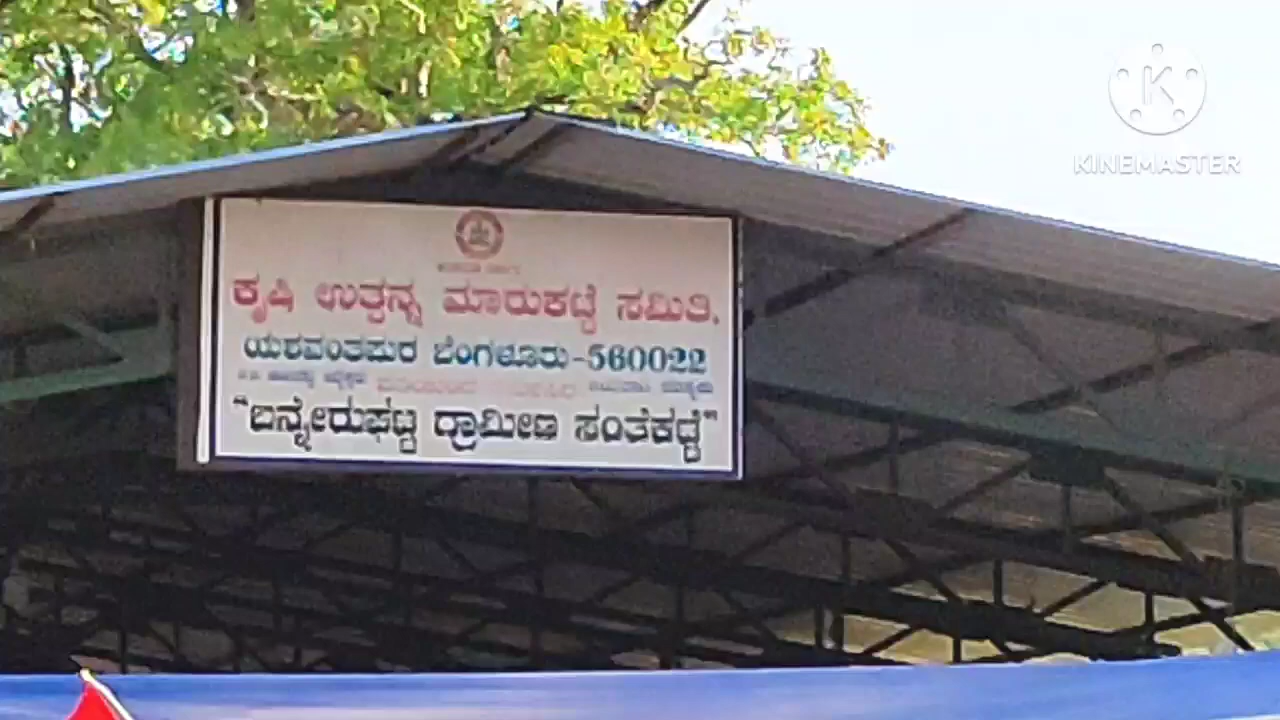 K
KINEMASTER
ಕೃಷಿ ಉತ್ಪನ್ನ ಮಾರುಕಟ್ಟೆ ಸಮಿತಿ.
ಯಶವಂತಪುರ ಬೆಂಗಳೂರು-560022
"ಬನ್ನೇರುಘಟ್ಟ ಗ್ರಾಮೀಣ ಸಂತೆಕಟ್ಟೆ"